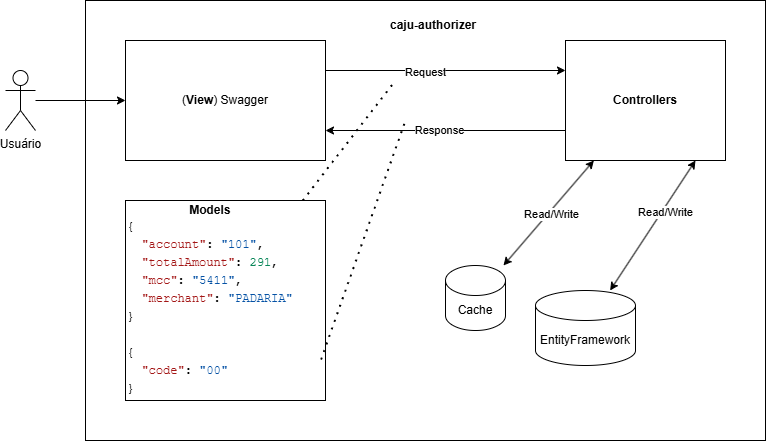 caju-authorizer
Usuário
(View) Swagger
Request
Response
Controllers
Models
{
"account": "101",
"totalAmount": 291,
"mcc": "5411",
"merchant": "PADARIA"
}
{
"code": "00"
}
Read/Write
Read/Write
Cache
EntityFramework